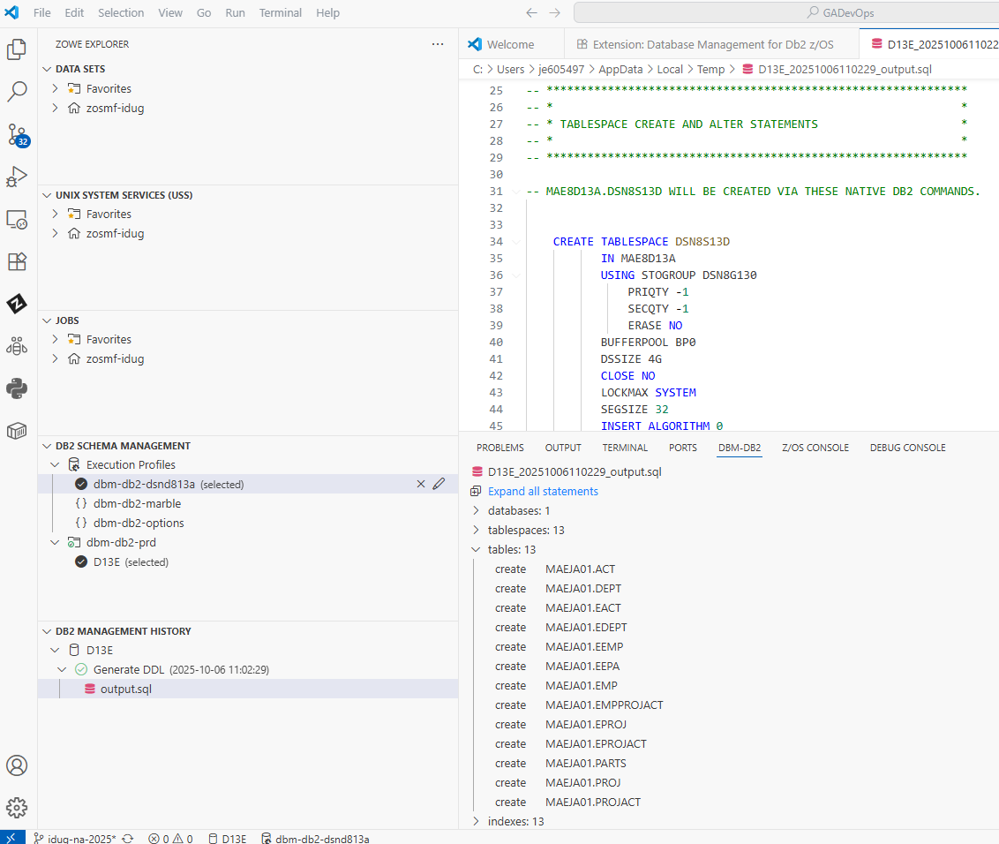 File Edit Selection View Go Run Terminal Help
GADevOps
ZOWE EXPLORER
DATA SETS
Favorites
zosmf-idug
UNIX SYSTEM SERVICES (USS)
Favorites
zosmf-idug
JOBS
Favorites
zosmf-idug
DB2 SCHEMA MANAGEMENT
Execution Profiles
dbm-db2-dsnd813a (selected)
dbm-db2-marble
dbm-db2-options
dbm-db2-prd
D13E (selected)
DB2 MANAGEMENT HISTORY
D13E
Generate DDL (2025-10-06 11:02:29)
output.sql
32
Welcome
Extension: Database Management for Db2 z/OS
D13E_2025100611022
C: > Users > je605497 > AppData > Local > Temp > D13E_20251006110229_output.sql
25 -- **************************************************************
26 -- * *
27 -- * TABLESPACE CREATE AND ALTER STATEMENTS *
28 -- * *
29 -- **************************************************************
30
31 -- MAE8D13A.DSN8S13D WILL BE CREATED VIA THESE NATIVE DB2 COMMANDS.
32
33
34 CREATE TABLESPACE DSN8S13D
35 IN MAE8D13A
36 USING STOGROUP DSN8G130
37 PRIQTY -1
38 SECQTY -1
39 ERASE NO
40 BUFFERPOOL BP0
41 DSSIZE 4G
42 CLOSE NO
43 LOCKMAX SYSTEM
44 SEGSIZE 32
45 INSERT ALGORITHM 0
PROBLEMS OUTPUT TERMINAL PORTS DBM-DB2 Z/OS CONSOLE DEBUG CONSOLE
D13E_20251006110229_output.sql
Expand all statements
databases: 1
tablespaces: 13
tables: 13
create MAEJA01.ACT
create MAEJA01.DEPT
create MAEJA01.EACT
create MAEJA01.EDEPT
create MAEJA01.EEMP
create MAEJA01.EEPA
create MAEJA01.EMP
create MAEJA01.EMPPROJACT
create MAEJA01.EPROJ
create MAEJA01.EPROJACT
create MAEJA01.PARTS
create MAEJA01.PROJ
create MAEJA01.PROJACT
indexes: 13
idug-na-2025* 0 0 D13E dbm-db2-dsnd813a